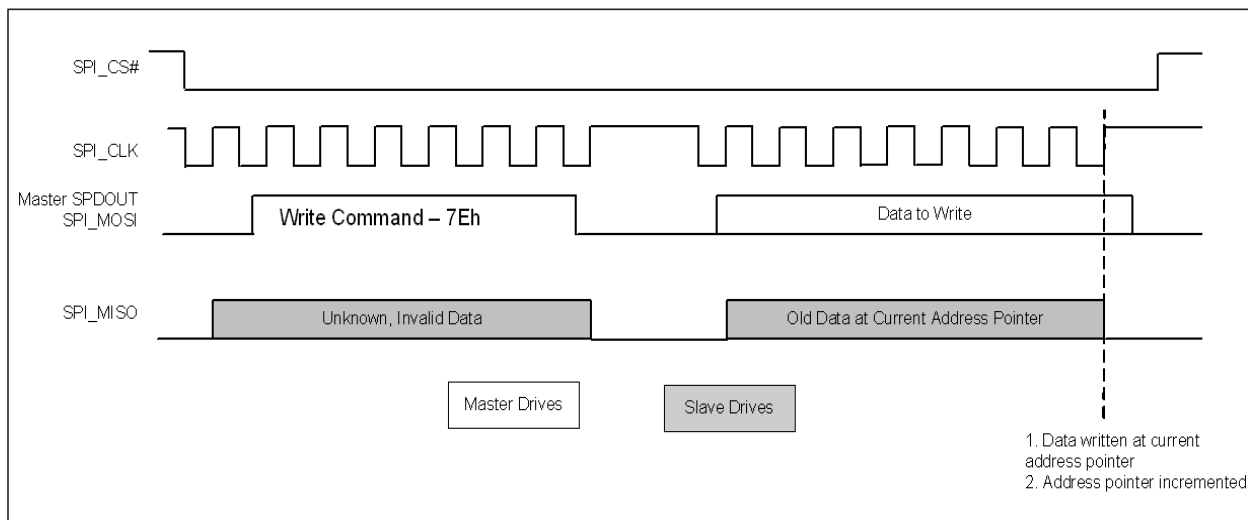 SPI_CS#
SPI_CLK
Master SPDOUT
SPI_MOSI
Write Command – 7Eh
Data to Write
SPI_MISO
Unknown, Invalid Data
Old Data at Current Address Pointer
Master Drives
Slave Drives
1. Data written at current
address pointer
2. Address pointer incremented